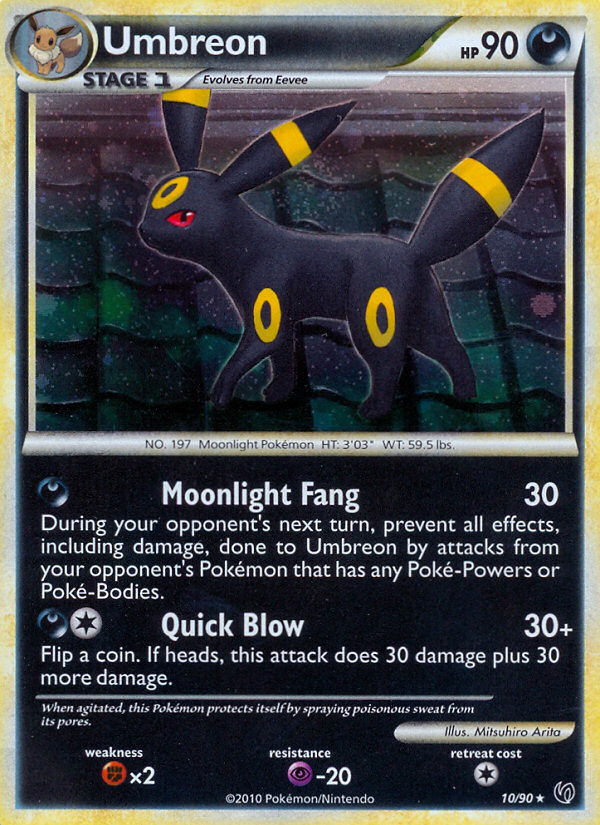 Umbreon
HP 90
STAGE 1
Evolves from Eevee
NO. 197 Moonlight Pokémon HT: 3'03" WT: 59.5 lbs.
Moonlight Fang 30
During your opponent's next turn, prevent all effects,
including damage, done to Umbreon by attacks from
your opponent's Pokémon that has any Poké-Powers or
Poké-Bodies.
Quick Blow 30+
Flip a coin. If heads, this attack does 30 damage plus 30
more damage.
When agitated, this Pokémon protects itself by spraying poisonous sweat from
its pores.
Illus. Mitsuhiro Arita
weakness resistance retreat cost
x2 -20
©2010 Pokémon/Nintendo 10/90 ★